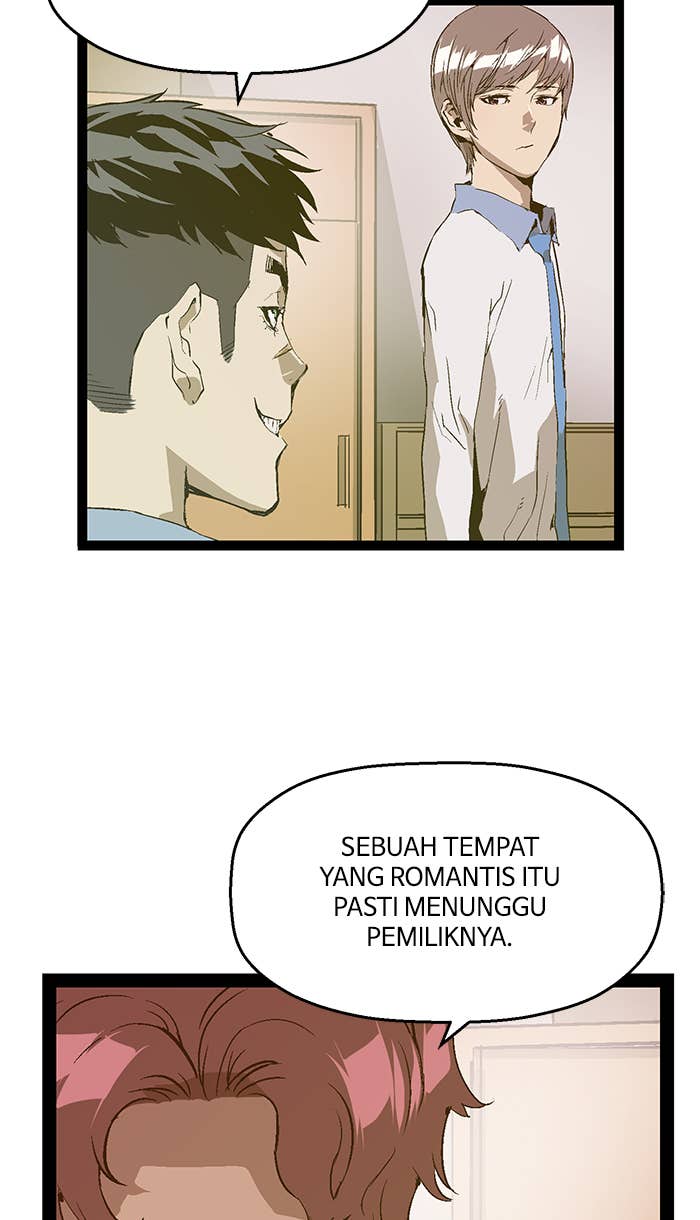 SEBUAH TEMPAT
YANG ROMANTIS ITU
PASTI MENUNGGU
PEMILIKNYA.